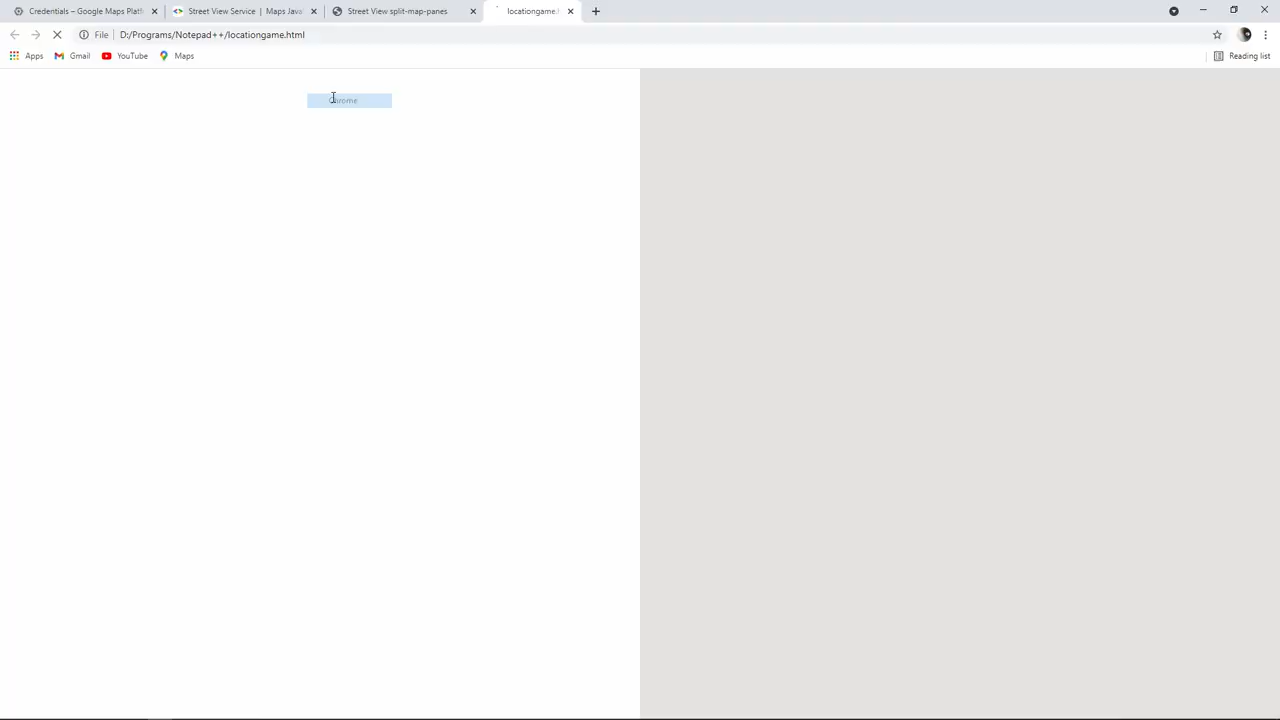 Credentials – Google Maps Platf
Street View Service | Maps Java
Street View split-map-panes
locationgame.
File
D:/Programs/Notepad++/locationgame.html
Apps
Gmail
YouTube
Maps
Reading list
Chrome